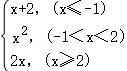 x+2, (x≤-1)
x², (-1<x<2)
2x, (x≥2)